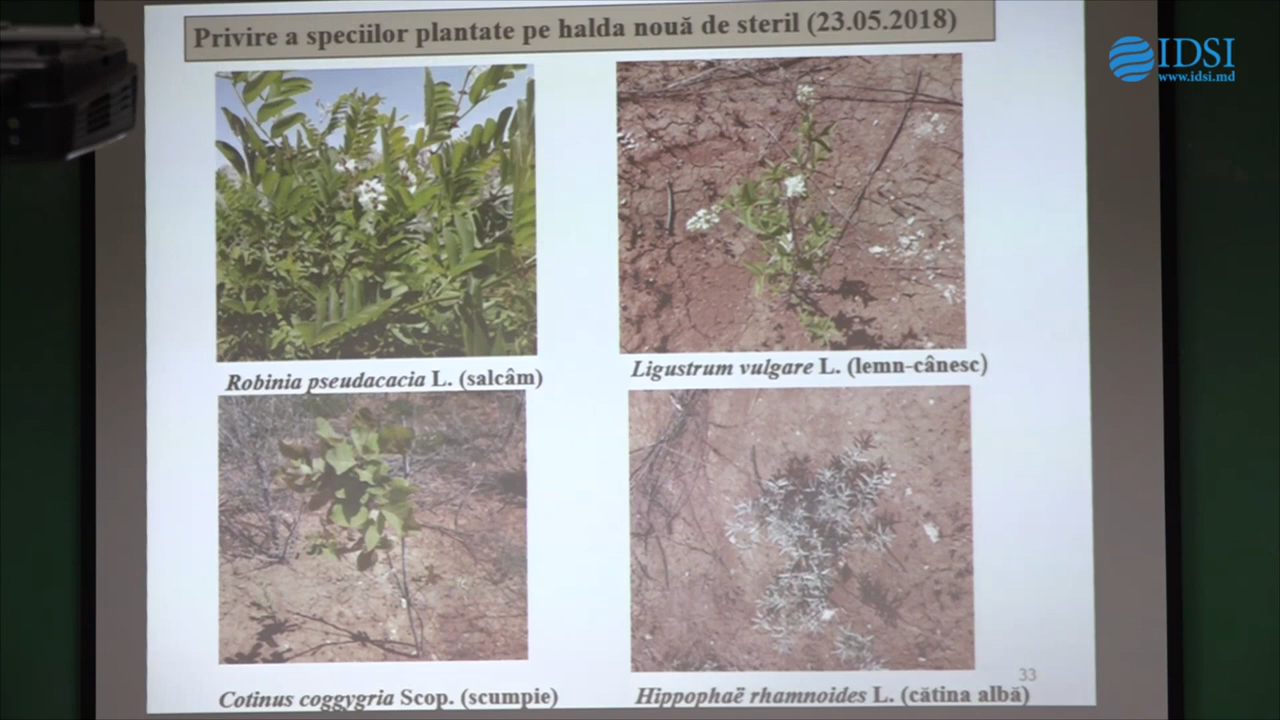 Privire a speciilor plantate pe halda nouă de steril (23.05.2018)
IDSI
www.idsi.md
Robinia pseudacacia L. (salcâm)
Ligustrum vulgare L. (lemn-cânesc)
Cotinus coggygria Scop. (scumpie)
Hippophaë rhamnoides L. (cătina albă)
33